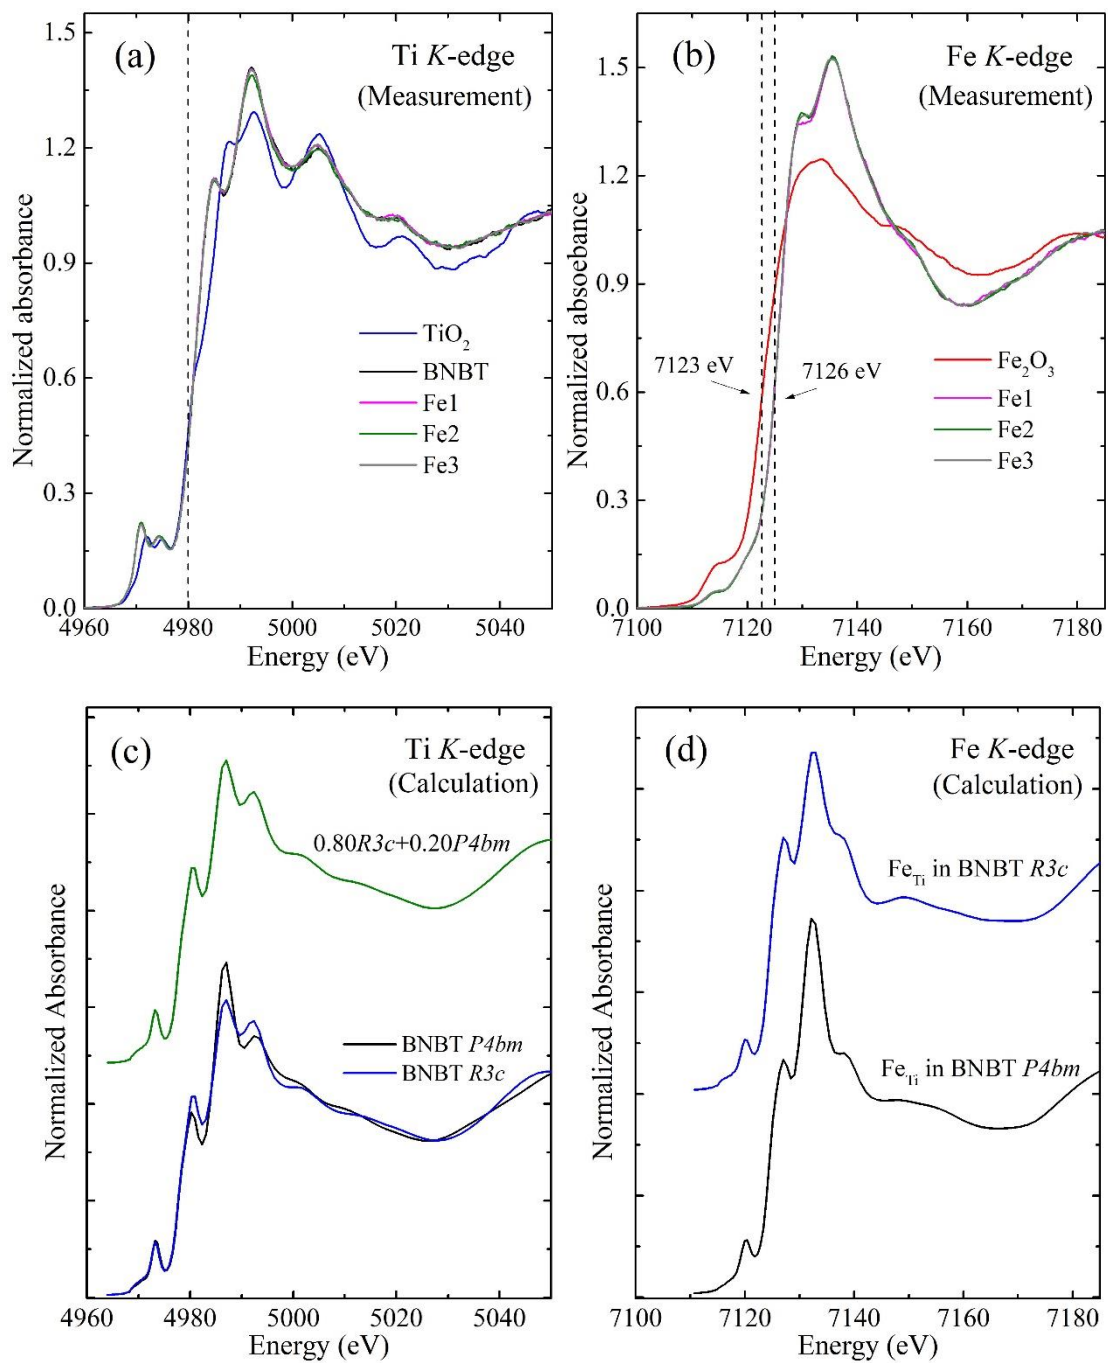 (a)
Ti K-edge
(Measurement)
Normalized absorbance
1.5
1.2
0.9
0.6
0.3
0.0
TiO2
BNBT
Fe1
Fe2
Fe3
4960 4980 5000 5020 5040
Energy (eV)
(b)
Fe K-edge
(Measurement)
Normalized absoebance
1.5
1.2
0.9
0.6
0.3
0.0
7123 eV
7126 eV
Fe2O3
Fe1
Fe2
Fe3
7100 7120 7140 7160 7185
Energy (eV)
(c)
Ti K-edge
(Calculation)
Normalized Absorbance
0.80R3c+0.20P4bm
BNBT P4bm
BNBT R3c
4960 4980 5000 5020 5040
Energy (eV)
(d)
Fe K-edge
(Calculation)
Normalized Absorbance
FeTi in BNBT R3c
FeTi in BNBT P4bm
7100 7120 7140 7160 7185
Energy (eV)